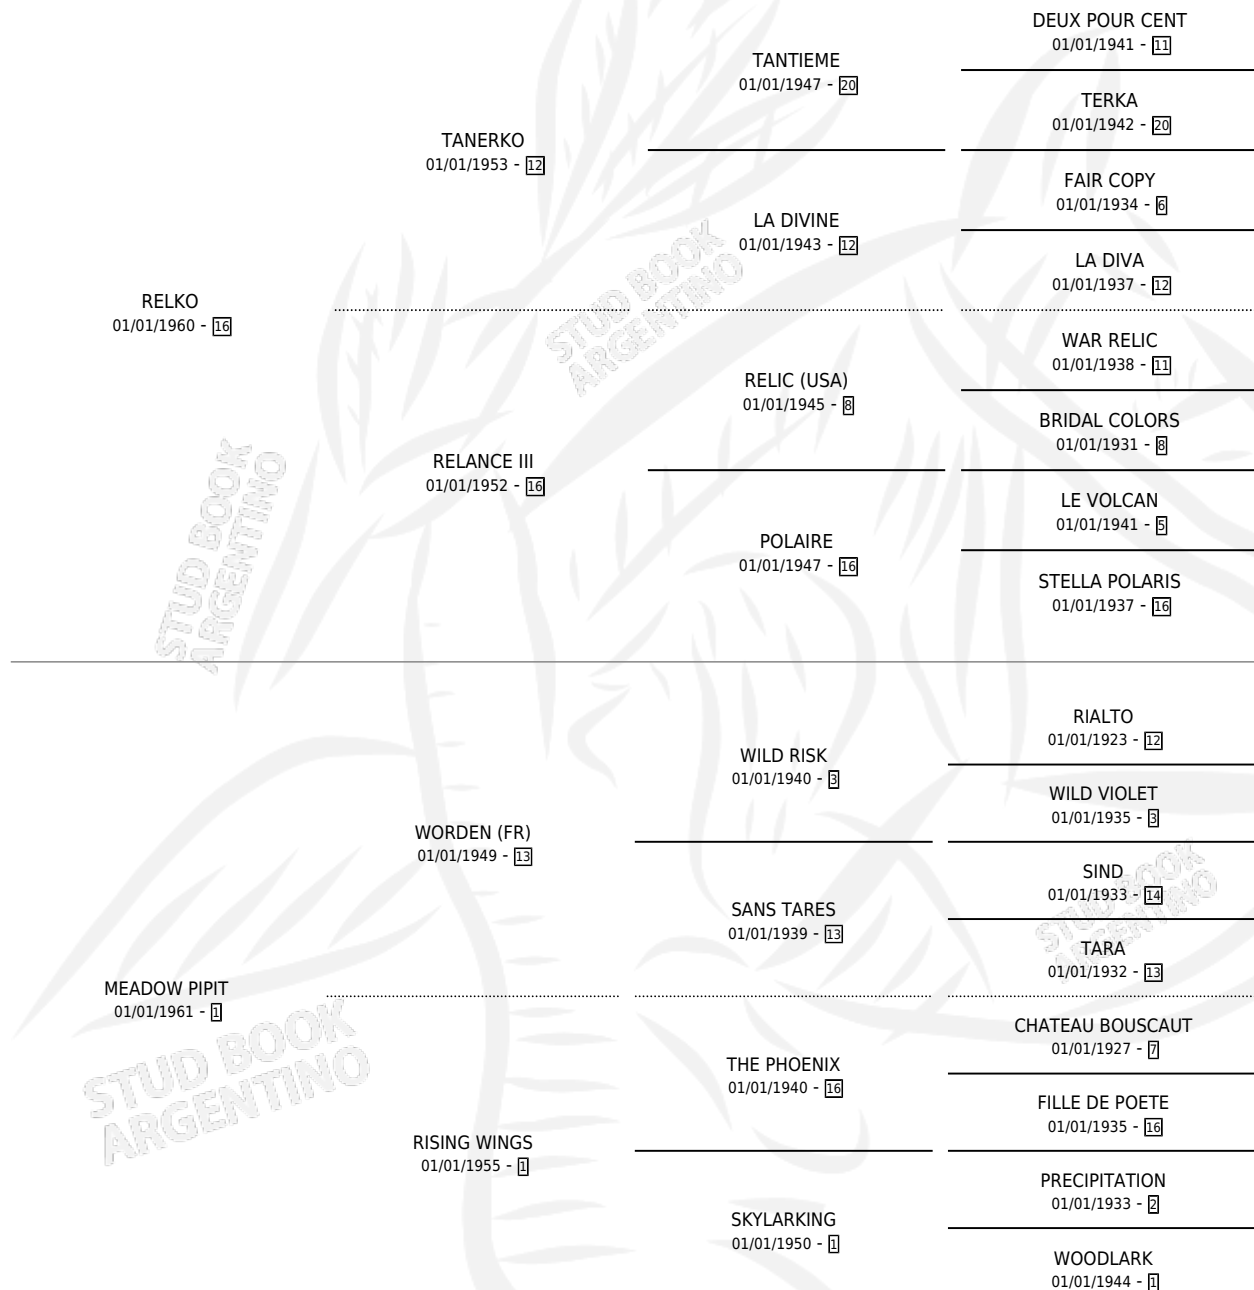 DEUX POUR CENT
01/01/1941 - 11
TANTIEME
01/01/1947 - 20
TERKA
01/01/1942 - 20
TANERKO
01/01/1953 - 12
FAIR COPY
01/01/1934 - 6
LA DIVINE
01/01/1943 - 12
LA DIVA
01/01/1937 - 12
RELKO
01/01/1960 - 16
WAR RELIC
01/01/1938 - 11
RELIC (USA)
01/01/1945 - 8
BRIDAL COLORS
01/01/1931 - 8
RELANCE III
01/01/1952 - 16
LE VOLCAN
01/01/1941 - 5
POLAIRE
01/01/1947 - 16
STELLA POLARIS
01/01/1937 - 16
RIALTO
01/01/1923 - 12
WILD RISK
01/01/1940 - 3
WILD VIOLET
01/01/1935 - 3
WORDEN (FR)
01/01/1949 - 13
SIND
01/01/1933 - 14
SANS TARES
01/01/1939 - 13
TARA
01/01/1932 - 13
MEADOW PIPIT
01/01/1961 - 1
CHATEAU BOUSCAUT
01/01/1927 - 7
THE PHOENIX
01/01/1940 - 16
FILLE DE POETE
01/01/1935 - 16
RISING WINGS
01/01/1955 - 1
PRECIPITATION
01/01/1933 - 2
SKYLARKING
01/01/1950 - 1
WOODLARK
01/01/1944 - 1
STUD BOOK
ARGENTINO
STUD BOOK
ARGENTINO
STUD BOOK
ARGENTINO
STUD BOOK
ARGENTINO